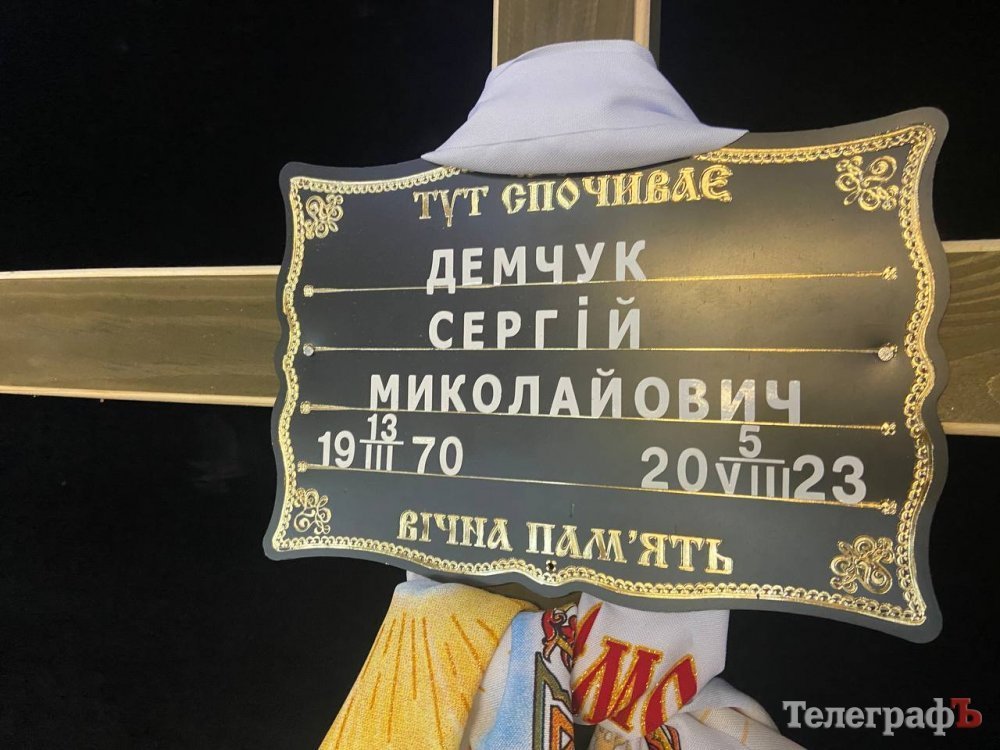 ТУТ СПОЧИВАЄ
ДЕМЧУК
СЕРГІЙ
МИКОЛАЙОВИЧ
19 13/III 70 20 5/VIII 23
ВІЧНА ПАМ'ЯТЬ
ТелеграфЪ